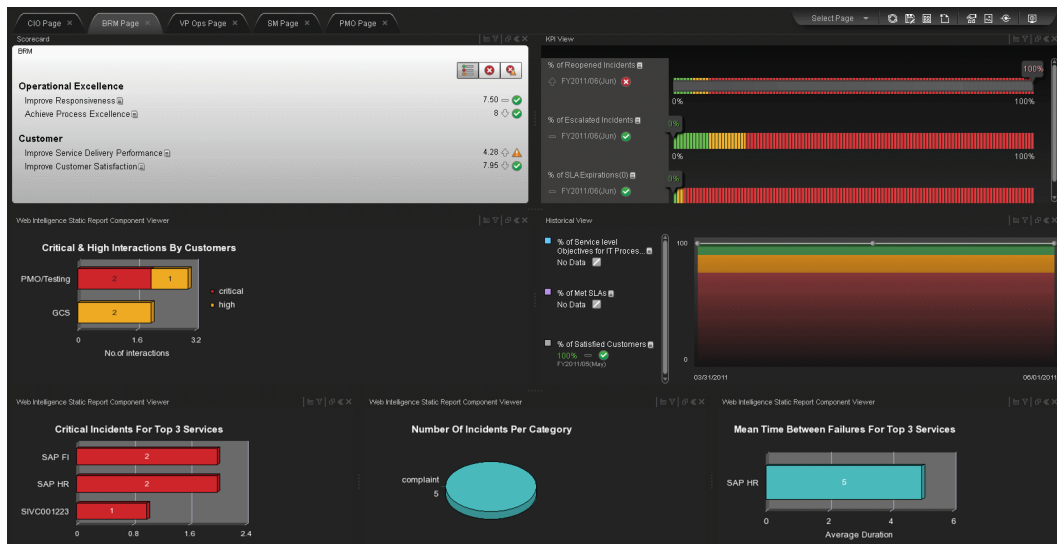 CIO Page ×
BRM Page ×
VP Ops Page ×
SM Page ×
PMO Page ×
Select Page
Scorecard
BRM
Operational Excellence
Improve Responsiveness
7.50
Achieve Process Excellence
8
Customer
Improve Service Delivery Performance
4.28
Improve Customer Satisfaction
7.95
KPI View
% of Reopened Incidents
FY2011/06(Jun)
100%
0%
100%
% of Escalated Incidents
FY2011/06(Jun)
0%
0%
100%
% of SLA Expirations(0)
FY2011/06(Jun)
0%
Web Intelligence Static Report Component Viewer
Critical & High Interactions By Customers
PMO/Testing
2
1
GCS
2
critical
high
0
1.6
3.2
No.of interactions
Historical View
% of Service level
Objectives for IT Proces...
No Data
% of Met SLAs
No Data
% of Satisfied Customers
100%
FY2011/05(May)
100
0
03/31/2011
06/01/2011
Web Intelligence Static Report Component Viewer
Critical Incidents For Top 3 Services
SAP FI
2
SAP HR
2
SIVC001223
1
0
0.8
1.6
2.4
Web Intelligence Static Report Component Viewer
Number Of Incidents Per Category
complaint
5
Web Intelligence Static Report Component Viewer
Mean Time Between Failures For Top 3 Services
SAP HR
5
0
2
4
6
Average Duration